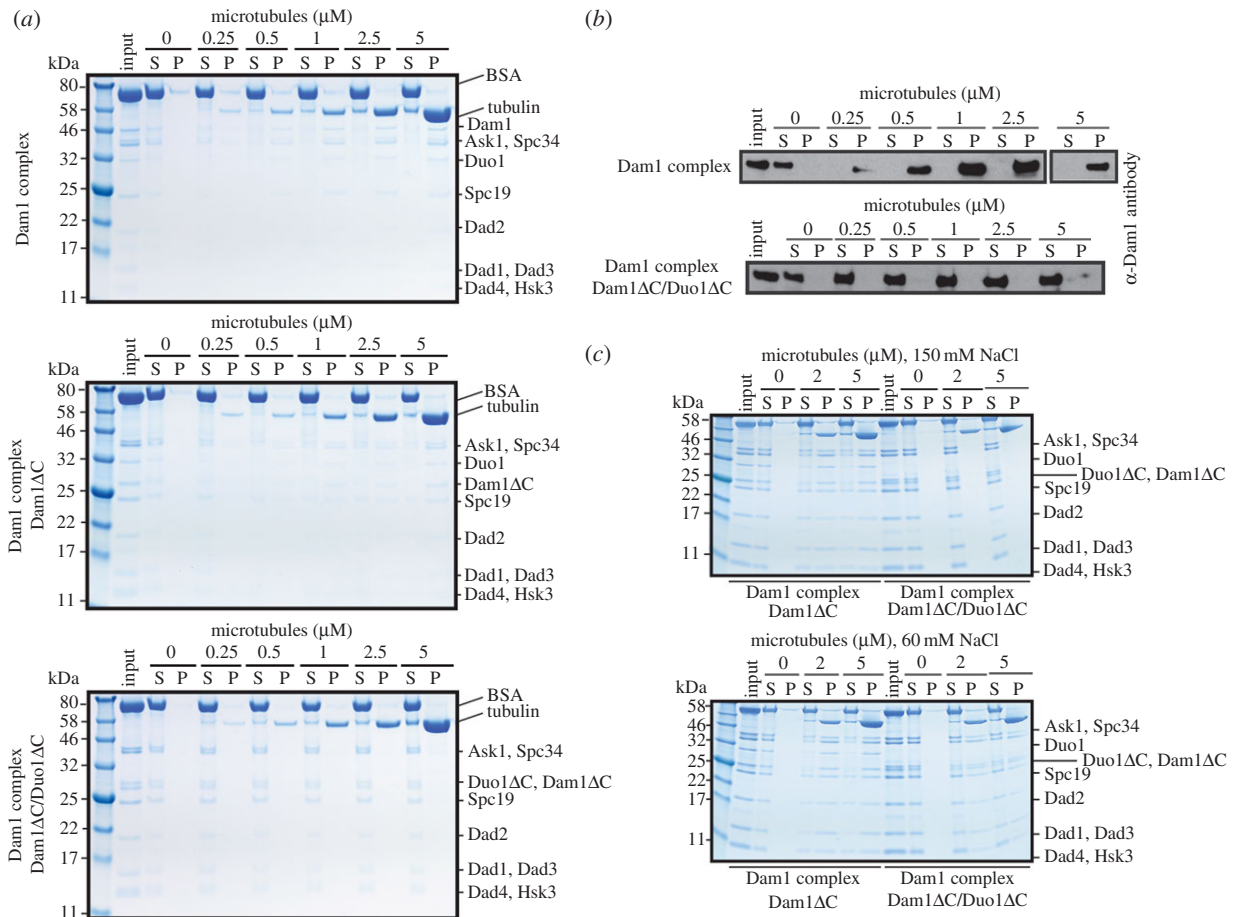 (a)
microtubules (µM)
input
0 0.25 0.5 1 2.5 5
kDa
S P S P S P S P S P S P
80
58
46
32
25
22
17
11
BSA
tubulin
Dam1
Ask1, Spc34
Duo1
Spc19
Dad2
Dad1, Dad3
Dad4, Hsk3
Dam1 complex
microtubules (µM)
input
0 0.25 0.5 1 2.5 5
kDa
S P S P S P S P S P S P
80
58
46
32
25
22
17
11
BSA
tubulin
Ask1, Spc34
Duo1
Dam1ΔC
Spc19
Dad2
Dad1, Dad3
Dad4, Hsk3
Dam1 complex
Dam1ΔC
microtubules (µM)
input
0 0.25 0.5 1 2.5 5
kDa
S P S P S P S P S P S P
80
58
46
32
25
22
17
11
BSA
tubulin
Ask1, Spc34
Duo1ΔC, Dam1ΔC
Spc19
Dad2
Dad1, Dad3
Dad4, Hsk3
Dam1 complex
Dam1ΔC/Duo1ΔC
(b)
microtubules (µM)
input
0 0.25 0.5 1 2.5 5
S P S P S P S P S P S P
Dam1 complex
microtubules (µM)
input
0 0.25 0.5 1 2.5 5
S P S P S P S P S P S P
Dam1 complex
Dam1ΔC/Duo1ΔC
α-Dam1 antibody
(c)
microtubules (µM), 150 mM NaCl
input
0 2 5
input
0 2 5
kDa
S P S P S P S P S P S P
58
46
32
25
22
17
11
Ask1, Spc34
Duo1
Duo1ΔC, Dam1ΔC
Spc19
Dad2
Dad1, Dad3
Dad4, Hsk3
Dam1 complex
Dam1ΔC
Dam1 complex
Dam1ΔC/Duo1ΔC
microtubules (µM), 60 mM NaCl
input
0 2 5
input
0 2 5
kDa
S P S P S P S P S P S P
58
46
32
25
22
17
11
Ask1, Spc34
Duo1
Duo1ΔC, Dam1ΔC
Spc19
Dad2
Dad1, Dad3
Dad4, Hsk3
Dam1 complex
Dam1ΔC
Dam1 complex
Dam1ΔC/Duo1ΔC